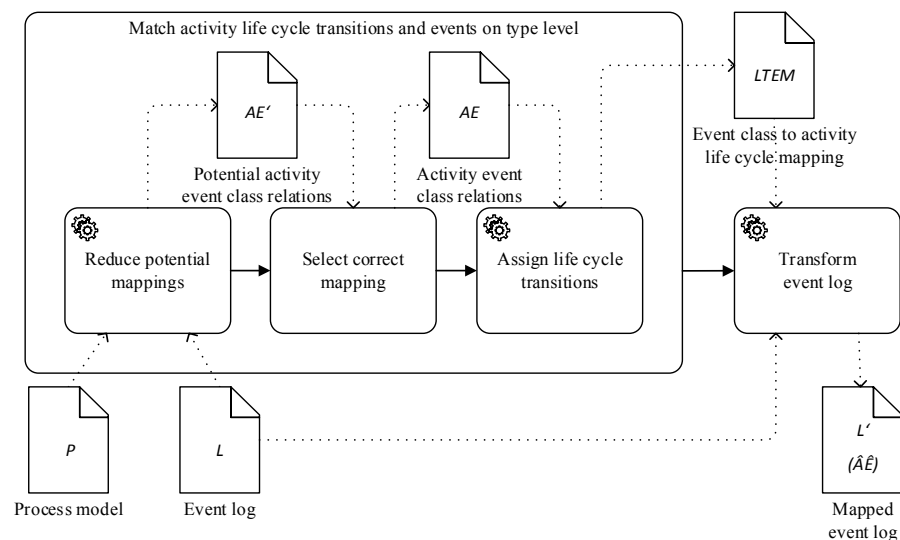 Match activity life cycle transitions and events on type level
AE‘
Potential activity
event class relations
AE
Activity event
class relations
LTEM
Event class to activity
life cycle mapping
Reduce potential
mappings
Select correct
mapping
Assign life cycle
transitions
Transform
event log
P
Process model
L
Event log
L‘
(ÂÊ)
Mapped
event log